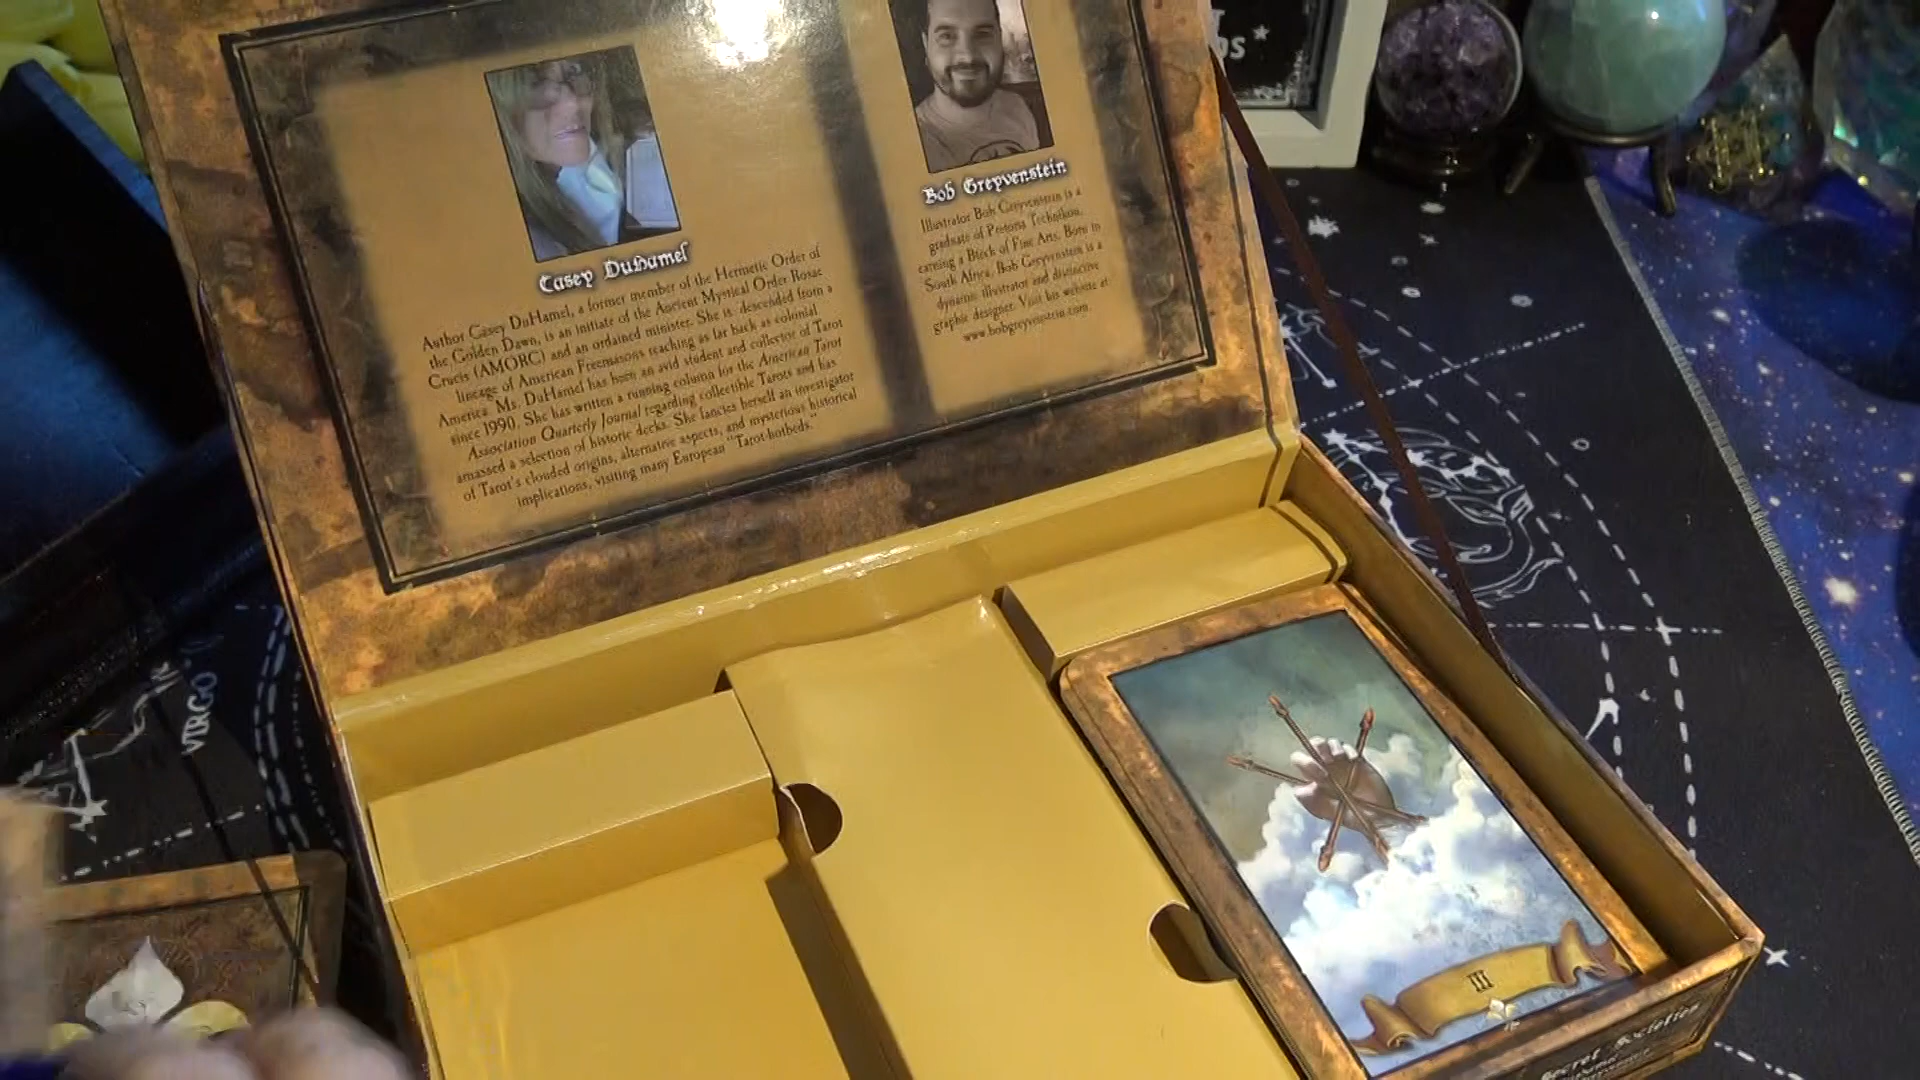 Casey DuHamel
Author Casey DuHamel, a former member of the Hermetic Order of
the Golden Dawn, is an initiate of the Ancient Mystical Order Rosae
Crucis (AMORC) and an ordained minister. She is descended from a
lineage of American Freemasons reaching as far back as colonial
America. Ms. DuHamel has been an avid student and collector of Tarot
since 1990. She has written a running column for the American Tarot
Association Quarterly Journal regarding collectible Tarots and has
amassed a selection of historic decks. She fancies herself an investigator
of Tarot's clouded origins, alternative aspects, and mysterious historical
implications, visiting many European "Tarot-hotbeds."
Bob Greyvenstein
Illustrator Bob Greyvenstein is a
graduate of Pretoria Technikon,
earning a Btech of Fine Arts. Born in
South Africa, Bob Greyvenstein is a
dynamic illustrator and distinctive
graphic designer. Visit his website at
www.bobgreyvenstein.com.
VIRGO
III
Secret Societies